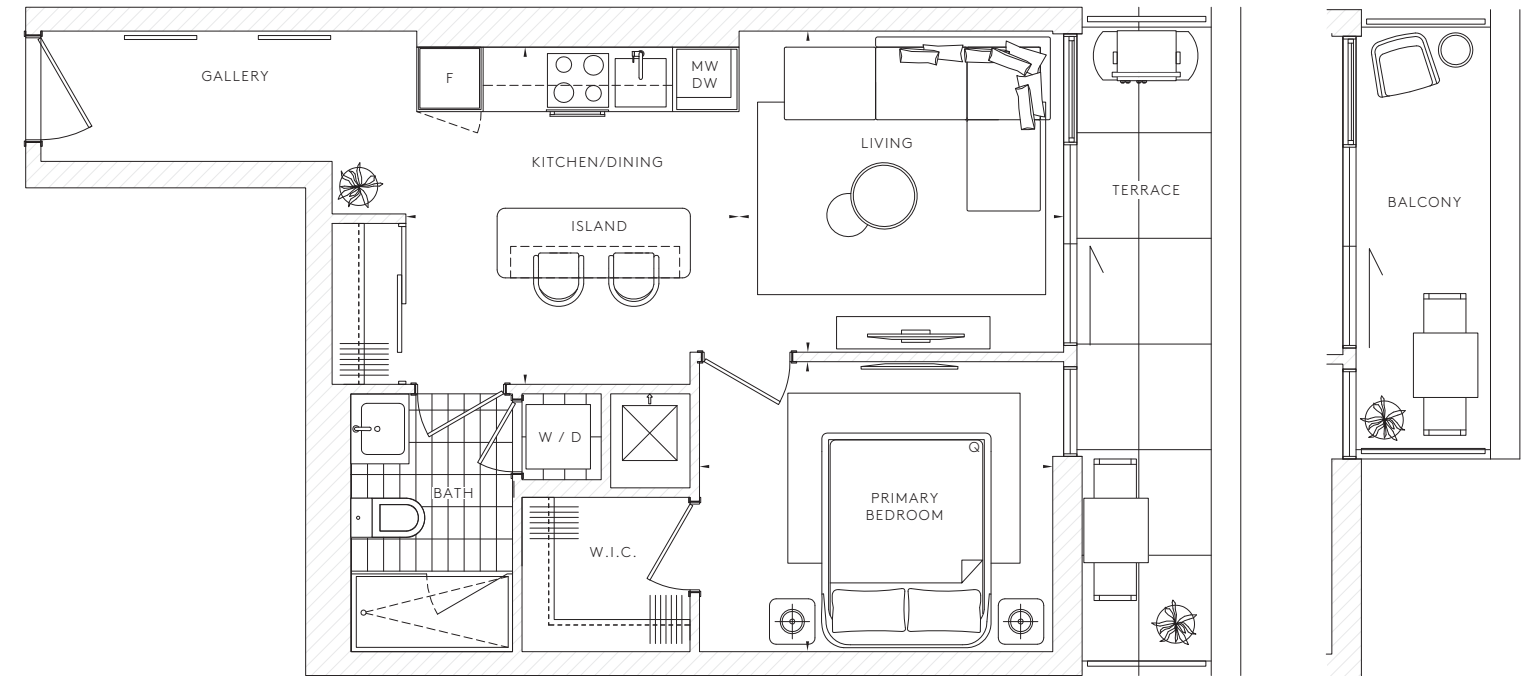 GALLERY
F
MW
DW
LIVING
KITCHEN/DINING
TERRACE
BALCONY
ISLAND
W / D
Q
BATH
PRIMARY
BEDROOM
W.I.C.